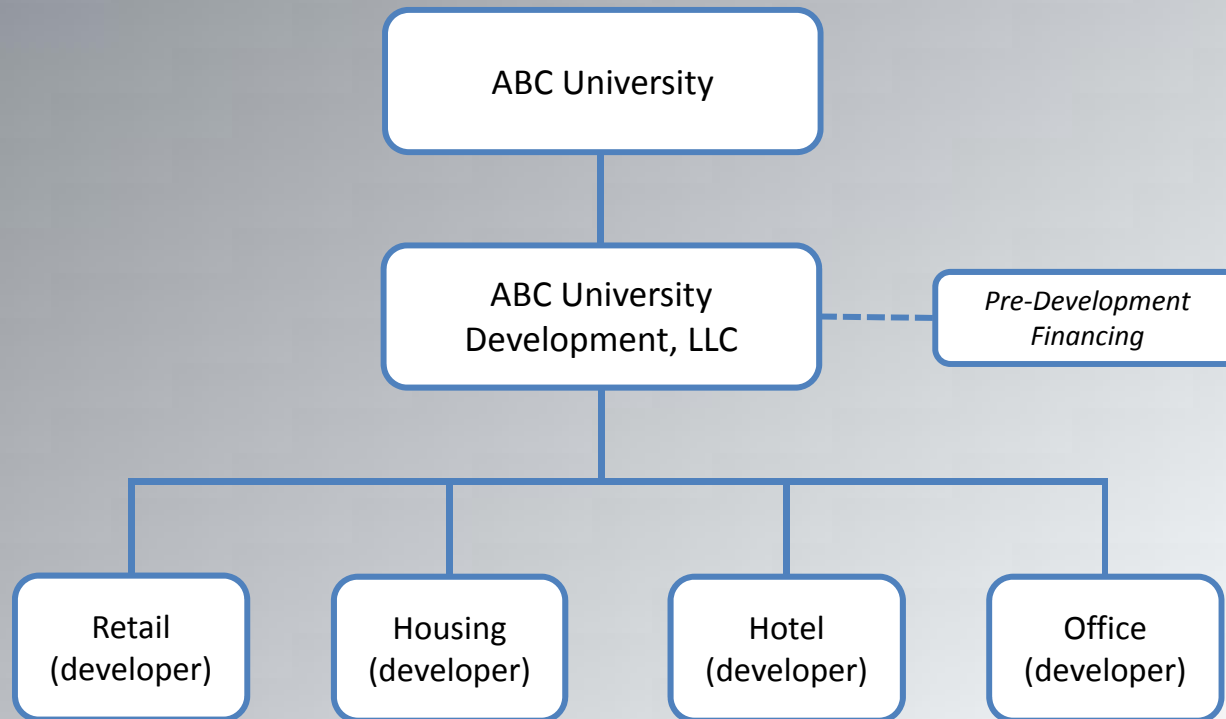 ABC University
ABC University
Development, LLC
Pre-Development
Financing
Retail
(developer)
Housing
(developer)
Hotel
(developer)
Office
(developer)